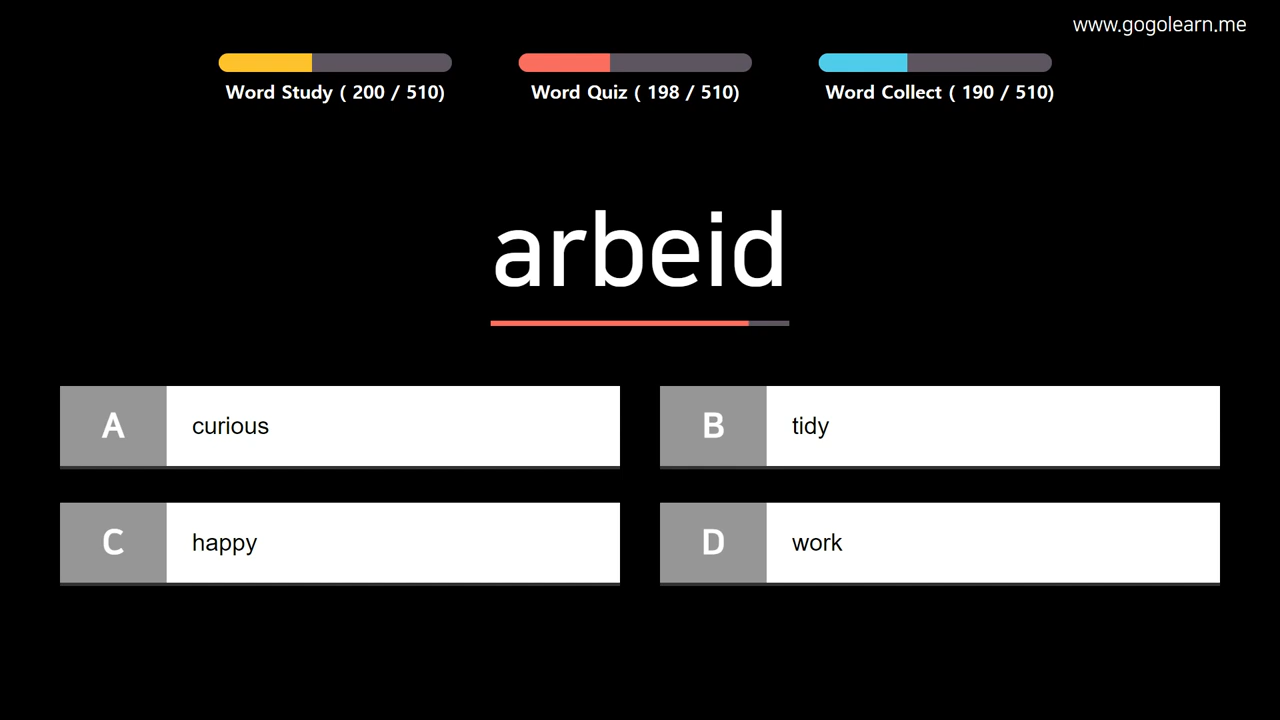 www.gogolearn.me
Word Study ( 200 / 510)
Word Quiz ( 198 / 510)
Word Collect ( 190 / 510)
arbeid
A curious
B tidy
C happy
D work